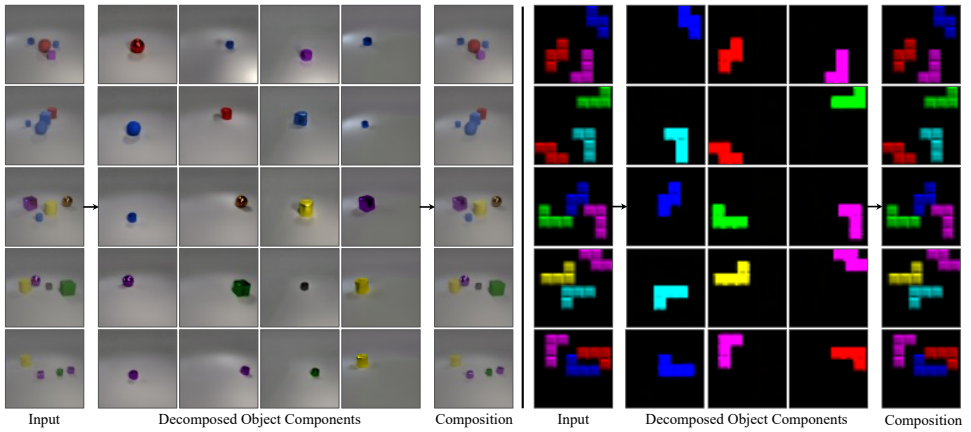 Input
Decomposed Object Components
Composition
Input
Decomposed Object Components
Composition